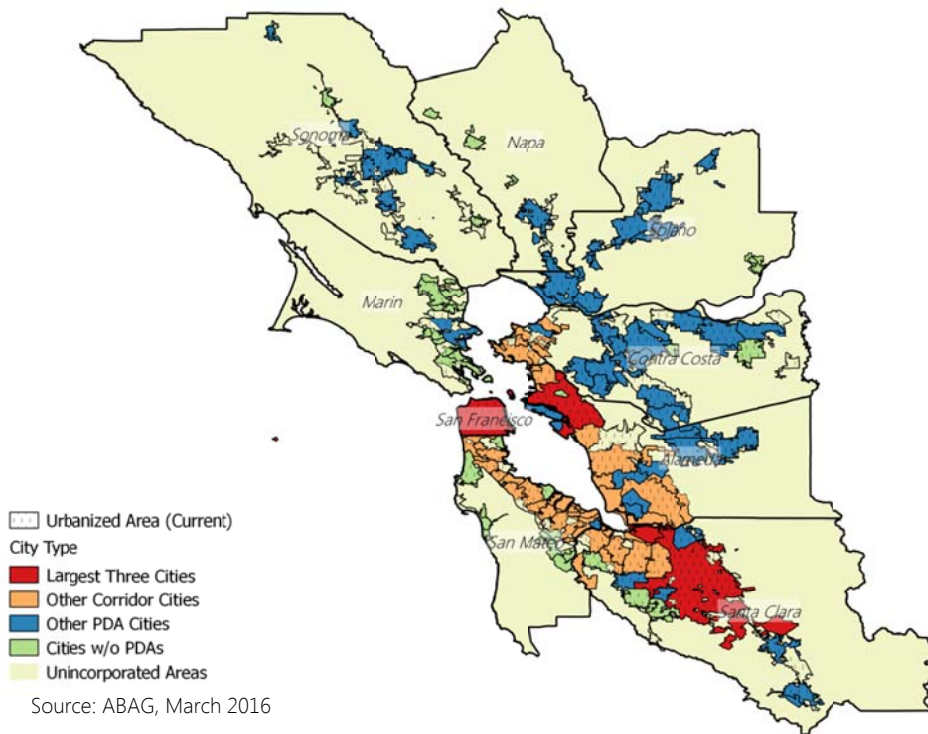 Sonoma
Napa
Solano
Marin
Contra Costa
San Francisco
Alameda
San Mateo
Santa Clara
Urbanized Area (Current)
City Type
Largest Three Cities
Other Corridor Cities
Other PDA Cities
Cities w/o PDAs
Unincorporated Areas
Source: ABAG, March 2016